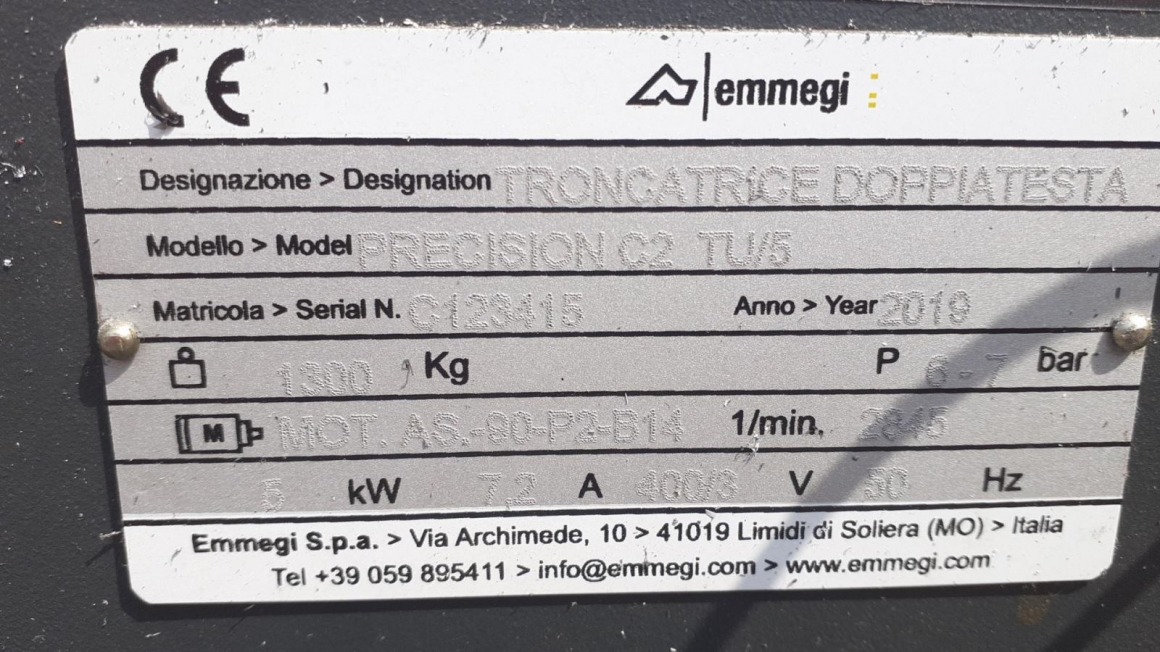 CE emmegi
Designazione > Designation TRONCATRICE DOPPIATESTA
Modello > Model PRECISION C2 TU/5
Matricola > Serial N. C123415 Anno > Year 2019
1300 Kg P 6-7 bar
M MOT. AS.-90-P2-B14 1/min. 2845
kW 7,2 A 400/3 V 50 Hz
Emmegi S.p.a. > Via Archimede, 10 > 41019 Limidi di Soliera (MO) > Italia
Tel +39 059 895411 > info@emmegi.com > www.emmegi.com